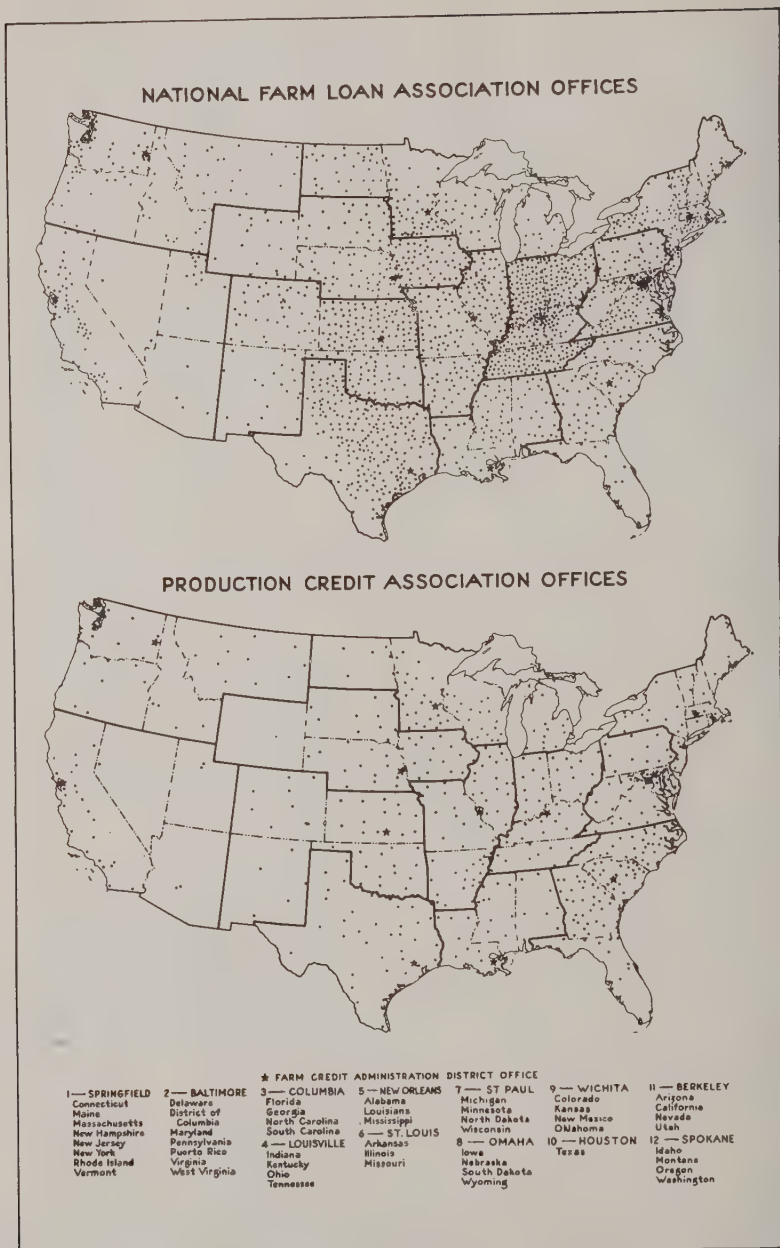 NATIONAL FARM LOAN ASSOCIATION OFFICES
PRODUCTION CREDIT ASSOCIATION OFFICES
★ FARM CREDIT ADMINISTRATION DISTRICT OFFICE
1 — SPRINGFIELD
Connecticut
Maine
Massachusetts
New Hampshire
New Jersey
New York
Rhode Island
Vermont
2 — BALTIMORE
Delaware
District of
Columbia
Maryland
Pennsylvania
Puerto Rico
Virginia
West Virginia
3 — COLUMBIA
Florida
Georgia
North Carolina
South Carolina
4 — LOUISVILLE
Indiana
Kentucky
Ohio
Tennessee
5 — NEW ORLEANS
Alabama
Louisiana
Mississippi
6 — ST. LOUIS
Arkansas
Illinois
Missouri
7 — ST PAUL
Michigan
Minnesota
North Dakota
Wisconsin
8 — OMAHA
Iowa
Nebraska
South Dakota
Wyoming
9 — WICHITA
Colorado
Kansas
New Mexico
Oklahoma
10 — HOUSTON
Texas
11 — BERKELEY
Arizona
California
Nevada
Utah
12 — SPOKANE
Idaho
Montana
Oregon
Washington